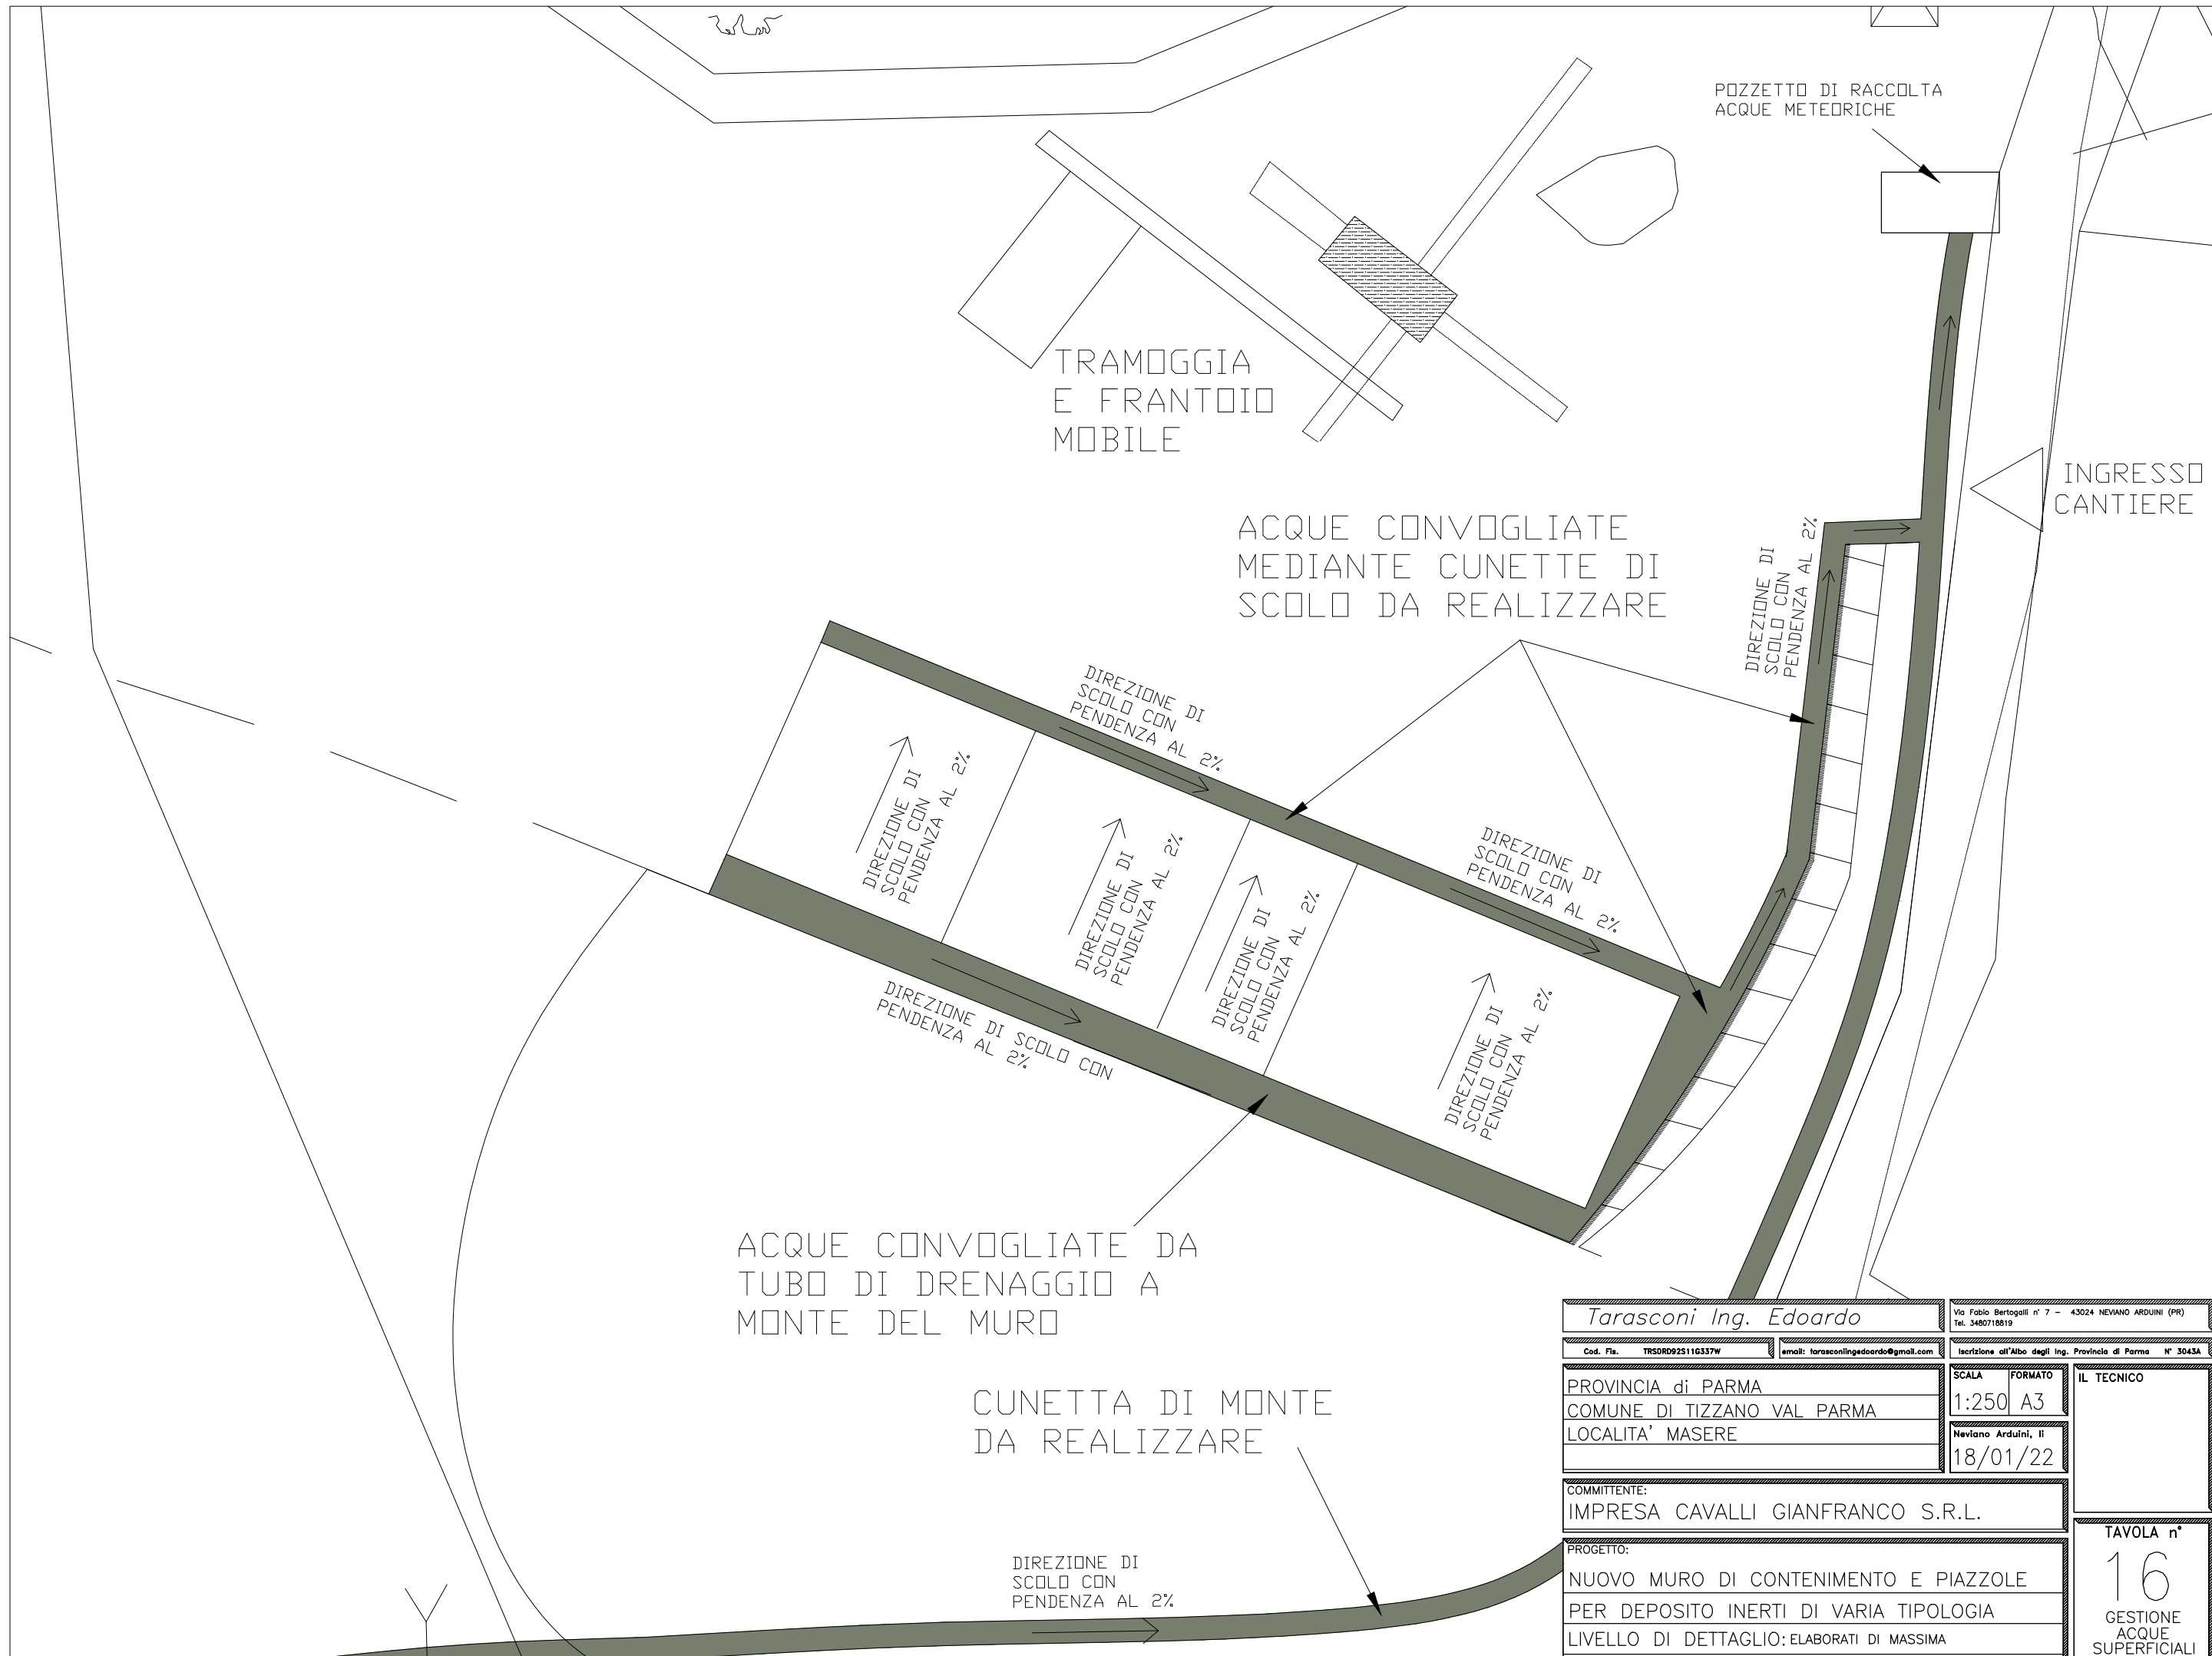 POZZETTO DI RACCOLTA
ACQUE METEORICHE
TRAMOGGIA
E FRANTOIO
MOBILE
INGRESSO
CANTIERE
ACQUE CONVOGLIATE
MEDIANTE CUNETTE DI
SCOLO DA REALIZZARE
DIREZIONE DI
SCOLO CON
PENDENZA AL 2%
DIREZIONE DI
SCOLO CON
PENDENZA AL 2%
DIREZIONE DI
SCOLO CON
PENDENZA AL 2%
DIREZIONE DI
SCOLO CON
PENDENZA AL 2%
DIREZIONE DI
SCOLO CON
PENDENZA AL 2%
DIREZIONE DI
SCOLO CON
PENDENZA AL 2%
DIREZIONE DI
SCOLO CON
PENDENZA AL 2%
DIREZIONE DI SCOLO CON
PENDENZA AL 2%
ACQUE CONVOGLIATE DA
TUBO DI DRENAGGIO A
MONTE DEL MURO
CUNETTA DI MONTE
DA REALIZZARE
DIREZIONE DI
SCOLO CON
PENDENZA AL 2%
Tarasconi Ing. Edoardo
Via Fabio Bertogalli n° 7 - 43024 NEVIANO ARDUINI (PR)
Tel. 3480718819
Cod. Fis. TRSDRD92S11G337W
email: tarasconiingedoardo@gmail.com
Iscrizione all'Albo degli Ing. Provincia di Parma N° 3043A
PROVINCIA di PARMA
COMUNE DI TIZZANO VAL PARMA
LOCALITA' MASERE
SCALA FORMATO
1:250 A3
Neviano Arduini, li
18/01/22
IL TECNICO
COMMITTENTE:
IMPRESA CAVALLI GIANFRANCO S.R.L.
PROGETTO:
NUOVO MURO DI CONTENIMENTO E PIAZZOLE
PER DEPOSITO INERTI DI VARIA TIPOLOGIA
LIVELLO DI DETTAGLIO: ELABORATI DI MASSIMA
TAVOLA n°
16
GESTIONE
ACQUE
SUPERFICIALI